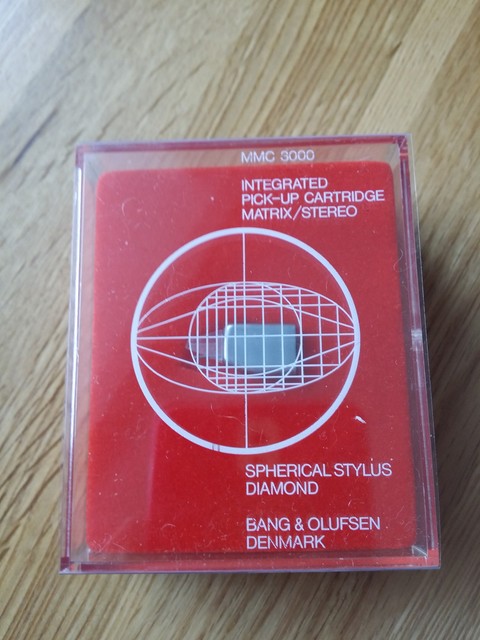 MMC 3000
INTEGRATED
PICK-UP CARTRIDGE
MATRIX/STEREO
SPHERICAL STYLUS
DIAMOND
BANG & OLUFSEN
DENMARK